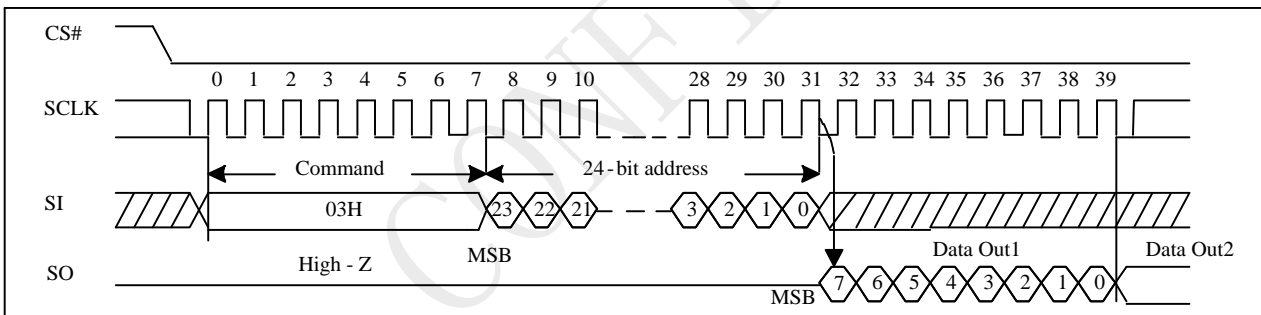 CS#
0 1 2 3 4 5 6 7 8 9 10 28 29 30 31 32 33 34 35 36 37 38 39
SCLK
Command 24-bit address
SI 03H 23 22 21 3 2 1 0
MSB Data Out1 Data Out2
High - Z
SO MSB 7 6 5 4 3 2 1 0